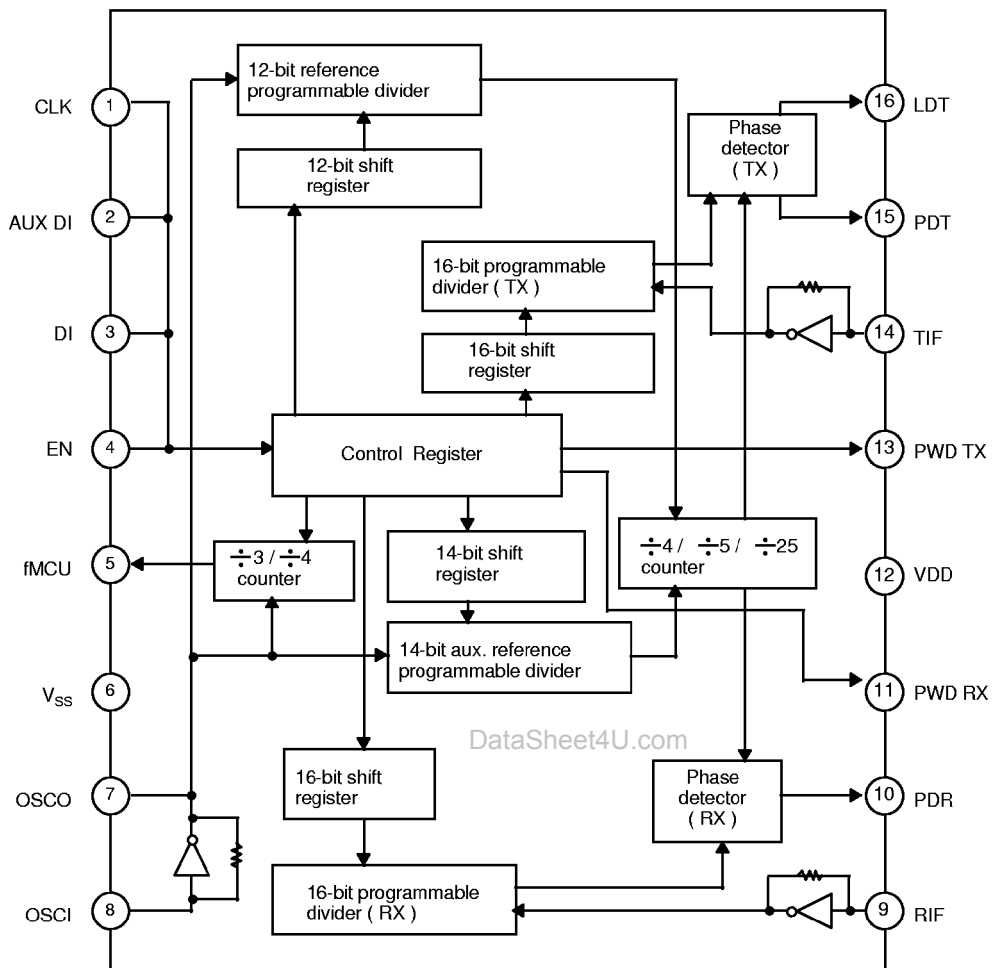 CLK
1
AUX DI
2
DI
3
EN
4
fMCU
5
VSS
6
OSCO
7
OSCI
8
12-bit reference
programmable divider
12-bit shift
register
16-bit programmable
divider ( TX )
16-bit shift
register
Control Register
÷3 / ÷4
counter
14-bit shift
register
14-bit aux. reference
programmable divider
÷4 / ÷5 / ÷25
counter
DataSheet4U.com
16-bit shift
register
16-bit programmable
divider ( RX )
Phase
detector
( TX )
Phase
detector
( RX )
16
LDT
15
PDT
14
TIF
13
PWD TX
12
VDD
11
PWD RX
10
PDR
9
RIF